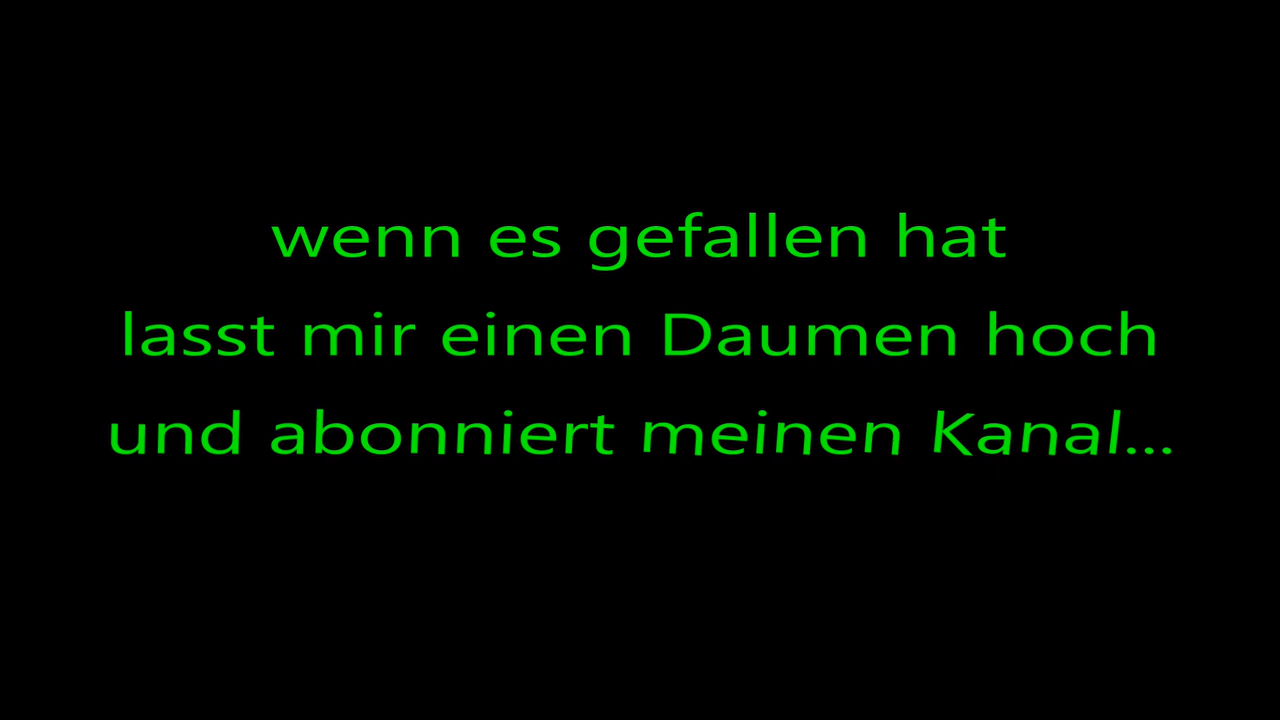 wenn es gefallen hat
lasst mir einen Daumen hoch
und abonniert meinen Kanal...